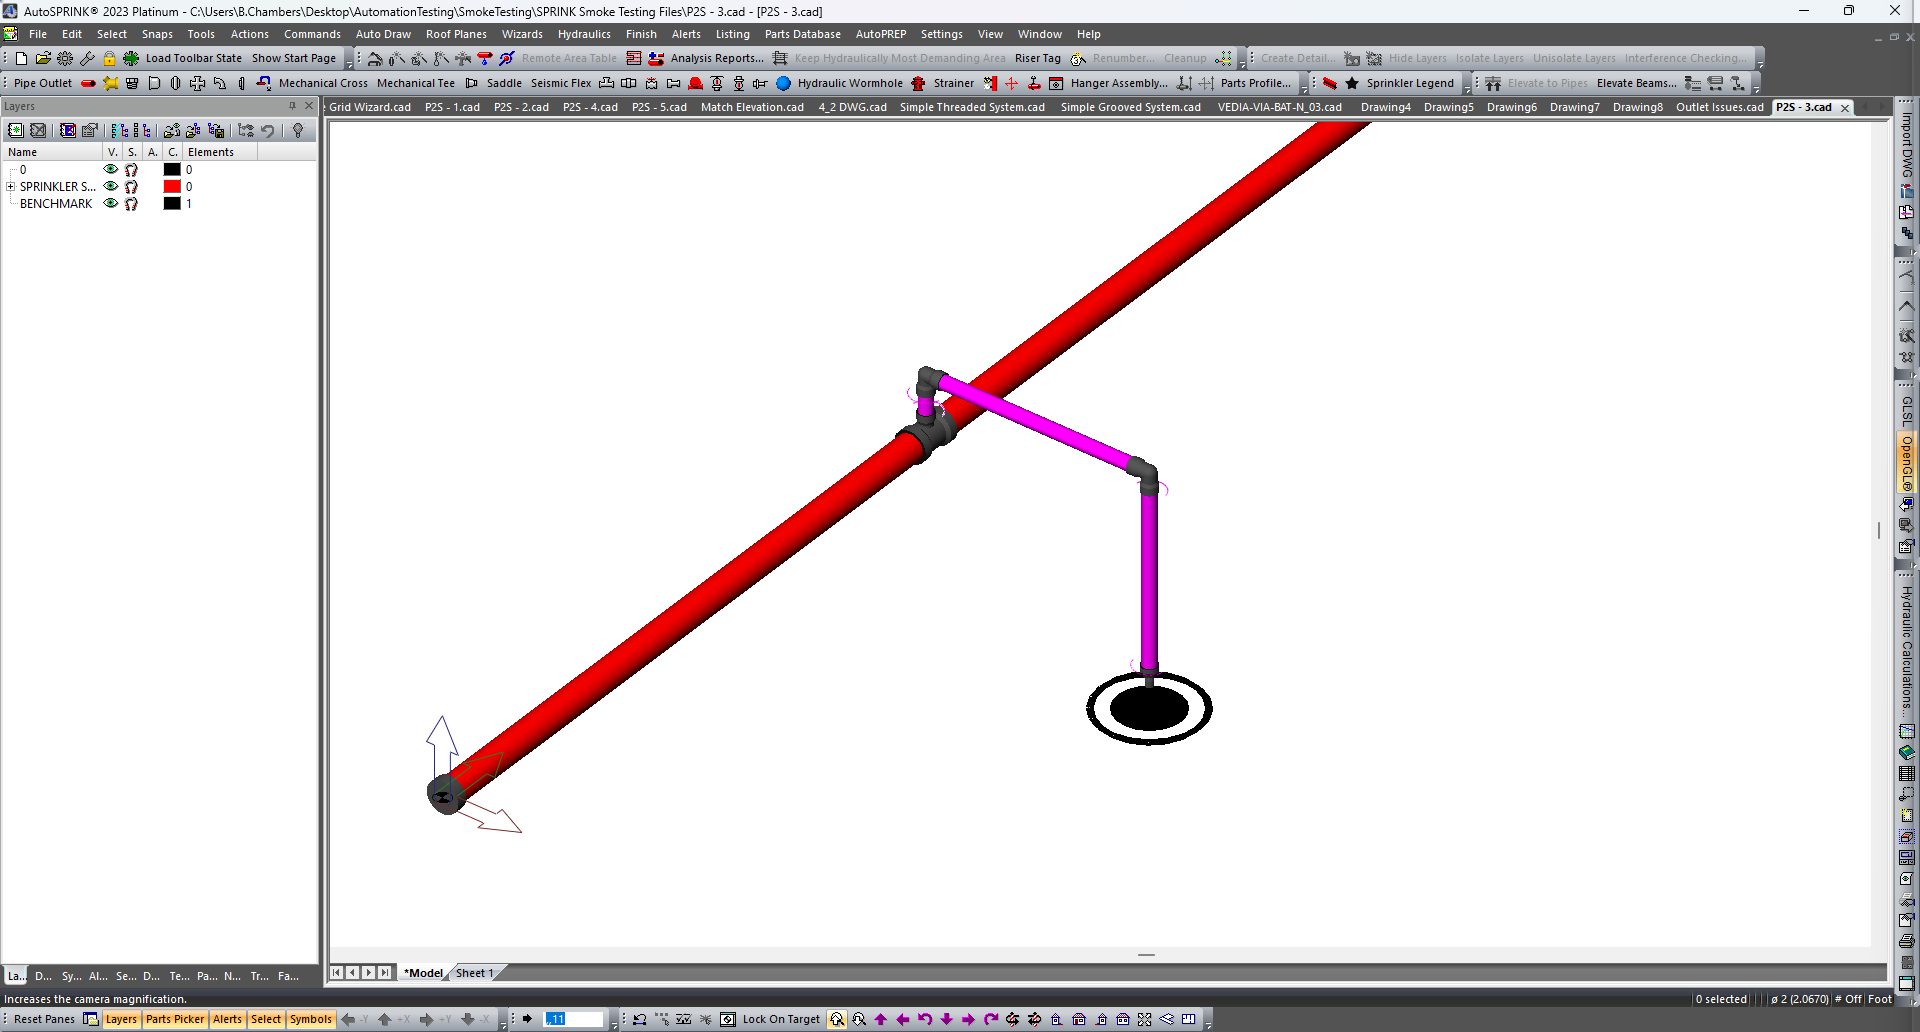 AutoSPRINK® 2023 Platinum - C:\Users\B.Chambers\Desktop\AutomationTesting\SmokeTesting\SPRINK Smoke Testing Files\P2S - 3.cad - [P2S - 3.cad]
File Edit Select Snaps Tools Actions Commands Auto Draw Roof Planes Wizards Hydraulics Finish Alerts Listing Parts Database AutoPREP Settings View Window Help
Load Toolbar State Show Start Page Remote Area Table Analysis Reports... Keep Hydraulically Most Demanding Area Riser Tag Renumber... Cleanup Create Detail... Hide Layers Isolate Layers Unisolate Layers Interference Checking...
Pipe Outlet Mechanical Cross Mechanical Tee Saddle Seismic Flex Hydraulic Wormhole Strainer Hanger Assembly... Parts Profile... Sprinkler Legend Elevate to Pipes Elevate Beams...
Layers
Grid Wizard.cad P2S - 1.cad P2S - 2.cad P2S - 4.cad P2S - 5.cad Match Elevation.cad 4_2 DWG.cad Simple Threaded System.cad Simple Grooved System.cad VEDIA-VIA-BAT-N_03.cad Drawing4 Drawing5 Drawing6 Drawing7 Drawing8 Outlet Issues.cad P2S - 3.cad
Name V. S. A. C. Elements
0 0
SPRINKLER S... 0
BENCHMARK 1
Import DWG
GLSL
OpenGL®
Hydraulic Calculations...
La... D... Sy... Al... Se... D... Te... Pa... N... Tr... Fa...
*Model Sheet 1
Increases the camera magnification.
0 selected ø 2 (2.0670) # Off Foot
Reset Panes Layers Parts Picker Alerts Select Symbols -Y +X +Y -X ,,11 Lock On Target